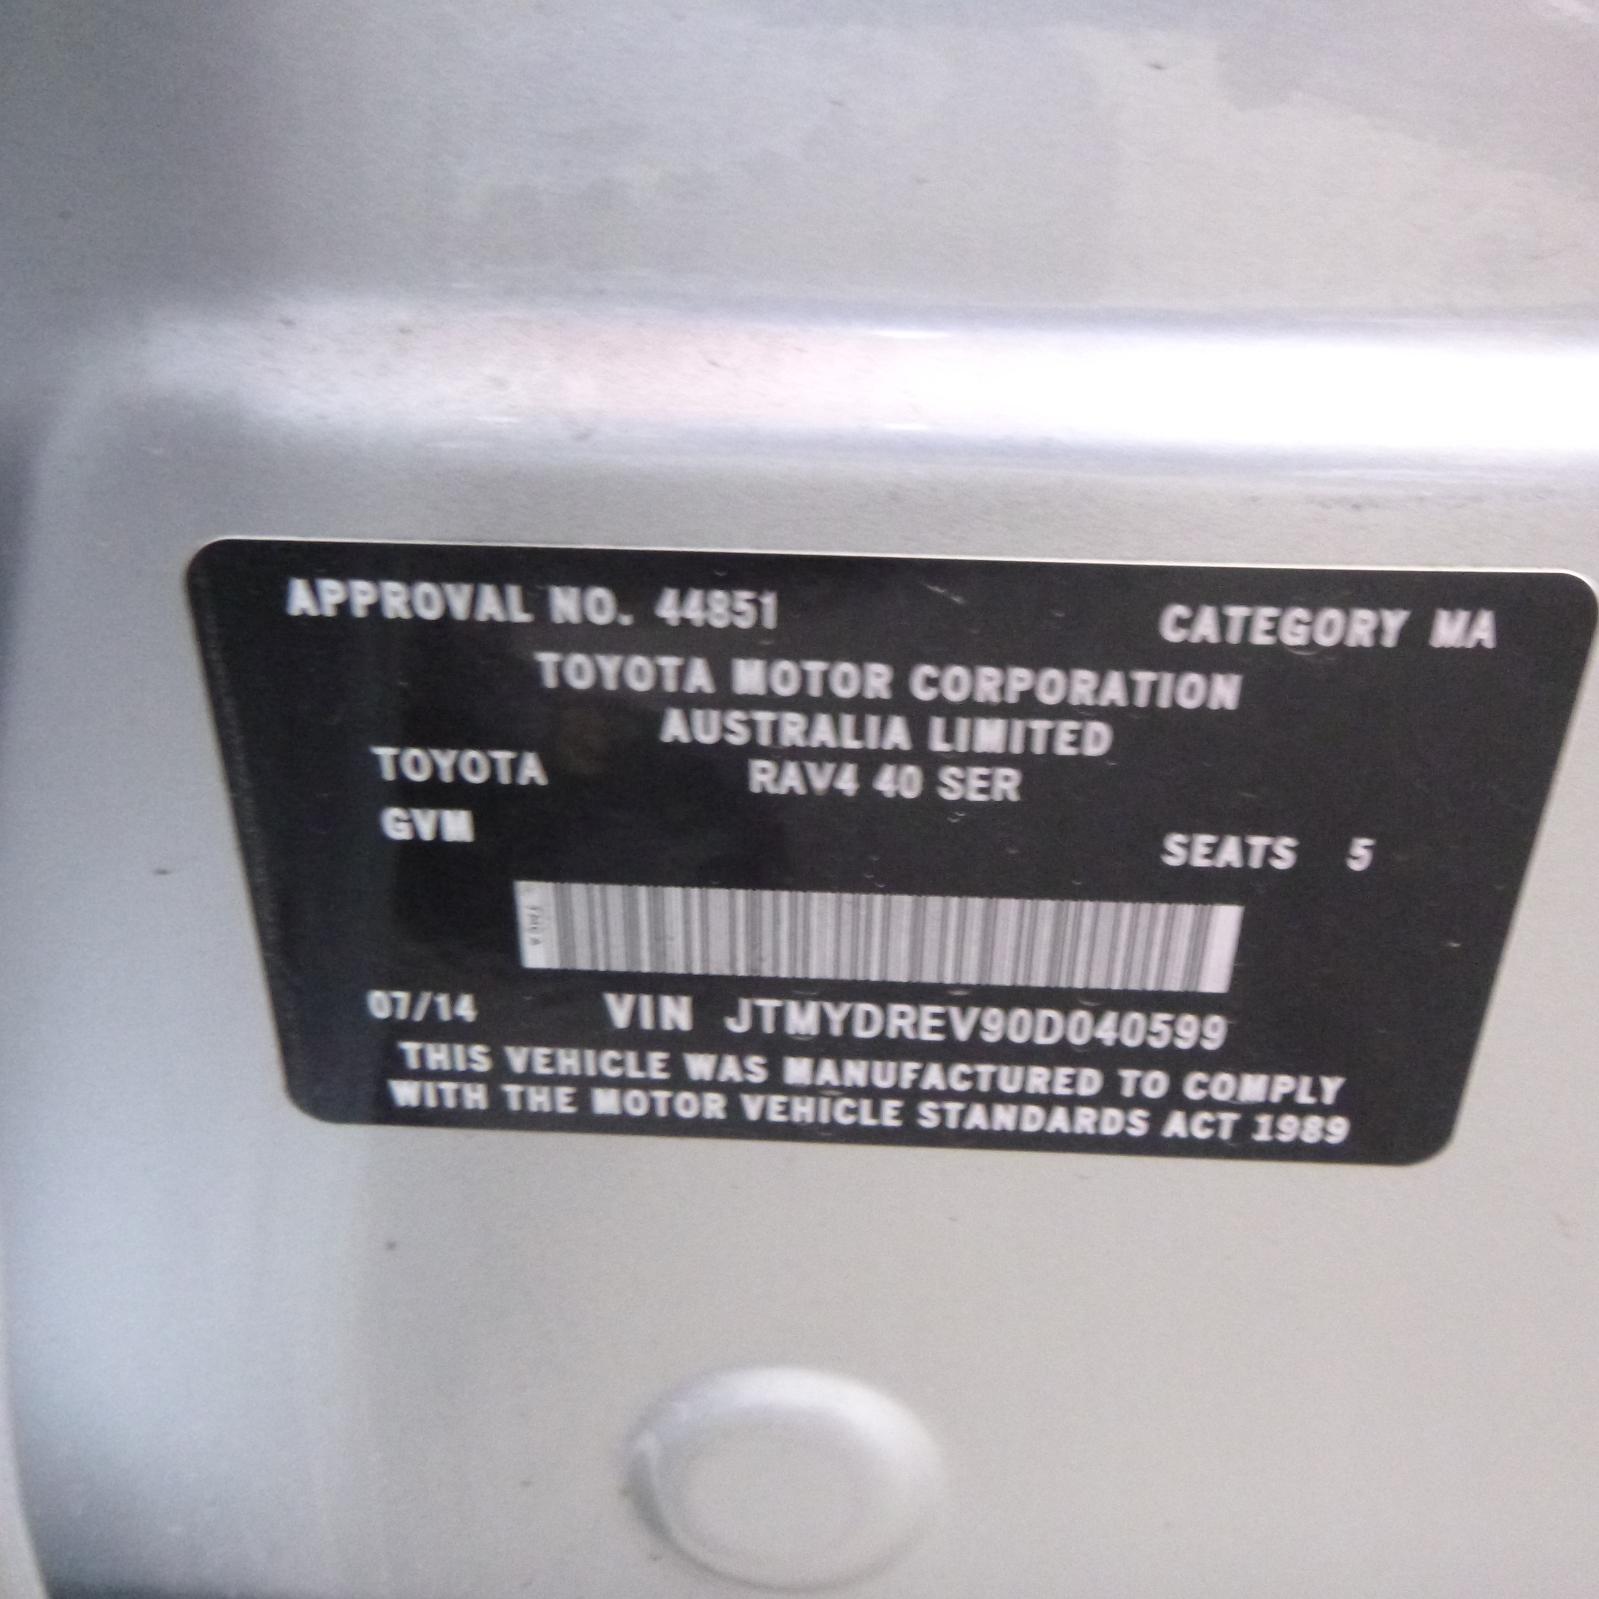 APPROVAL NO. 44851 CATEGORY MA
TOYOTA MOTOR CORPORATION
AUSTRALIA LIMITED
TOYOTA RAV4 40 SER
GVM SEATS 5
07/14 VIN JTMYDREV90D040599
THIS VEHICLE WAS MANUFACTURED TO COMPLY
WITH THE MOTOR VEHICLE STANDARDS ACT 1989